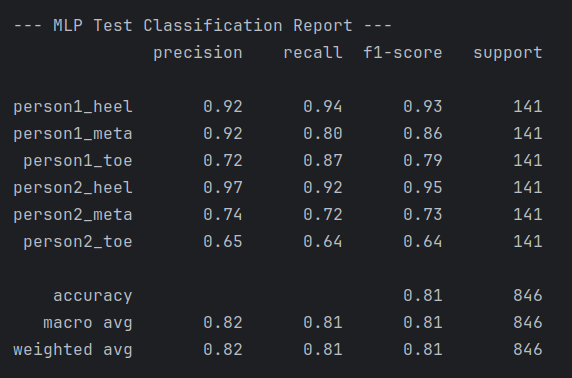 --- MLP Test Classification Report ---
precision recall f1-score support
person1_heel 0.92 0.94 0.93 141
person1_meta 0.92 0.80 0.86 141
person1_toe 0.72 0.87 0.79 141
person2_heel 0.97 0.92 0.95 141
person2_meta 0.74 0.72 0.73 141
person2_toe 0.65 0.64 0.64 141
accuracy 0.81 846
macro avg 0.82 0.81 0.81 846
weighted avg 0.82 0.81 0.81 846